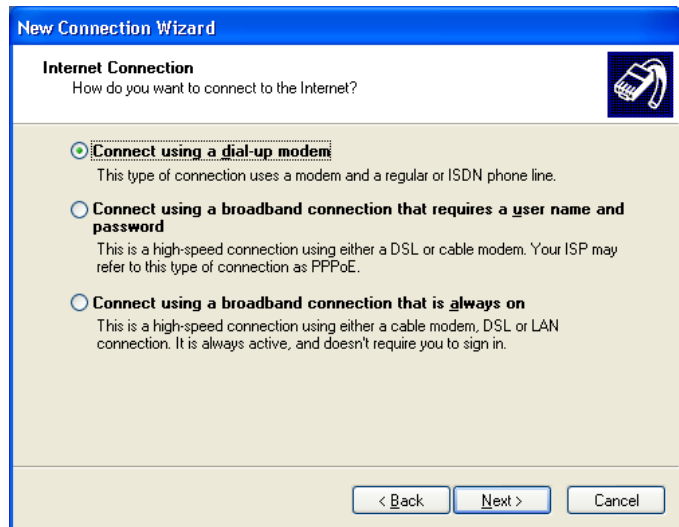 New Connection Wizard
Internet Connection
How do you want to connect to the Internet?
Connect using a dial-up modem
This type of connection uses a modem and a regular or ISDN phone line.
Connect using a broadband connection that requires a user name and
password
This is a high-speed connection using either a DSL or cable modem. Your ISP may
refer to this type of connection as PPPoE.
Connect using a broadband connection that is always on
This is a high-speed connection using either a cable modem, DSL or LAN
connection. It is always active, and doesn't require you to sign in.
< Back Next > Cancel